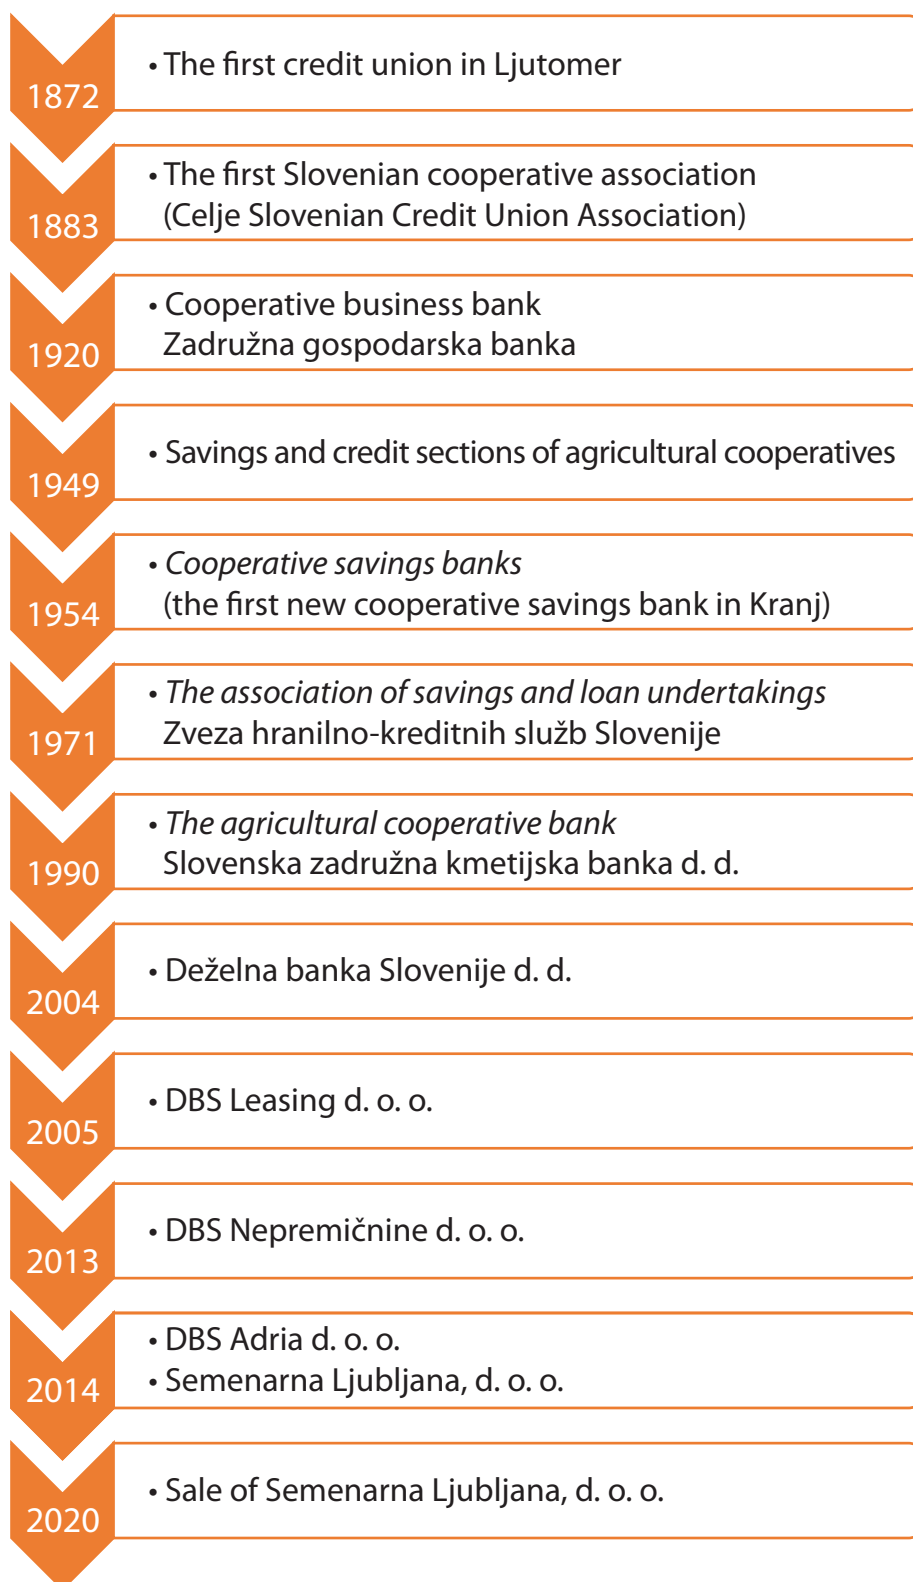 1872
• The first credit union in Ljutomer
1883
• The first Slovenian cooperative association
(Celje Slovenian Credit Union Association)
1920
• Cooperative business bank
Zadružna gospodarska banka
1949
• Savings and credit sections of agricultural cooperatives
1954
• Cooperative savings banks
(the first new cooperative savings bank in Kranj)
1971
• The association of savings and loan undertakings
Zveza hranilno-kreditnih služb Slovenije
1990
• The agricultural cooperative bank
Slovenska zadružna kmetijska banka d. d.
2004
• Deželna banka Slovenije d. d.
2005
• DBS Leasing d. o. o.
2013
• DBS Nepremičnine d. o. o.
2014
• DBS Adria d. o. o.
• Semenarna Ljubljana, d. o. o.
2020
• Sale of Semenarna Ljubljana, d. o. o.